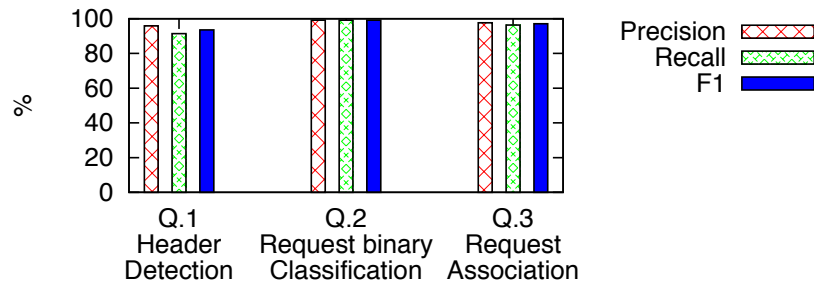 100
80
60
40
20
0
%
Q.1
Header
Detection
Q.2
Request binary
Classification
Q.3
Request
Association
Precision
Recall
F1